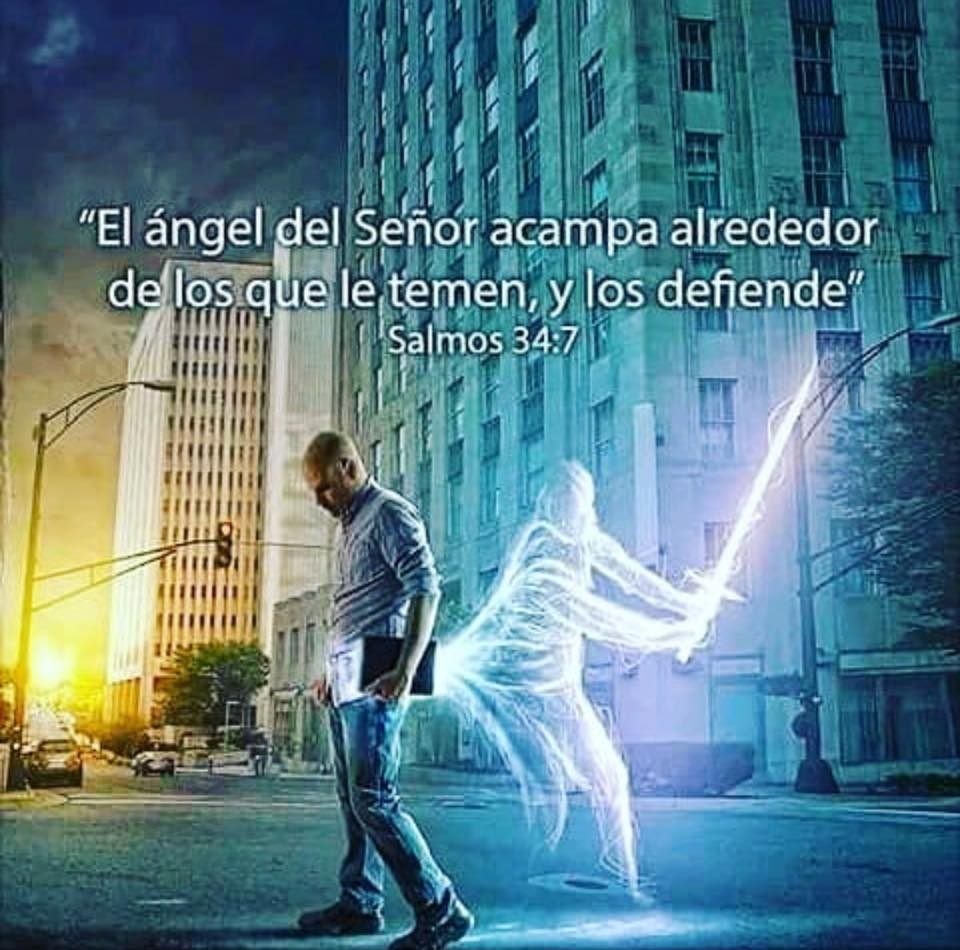 “El ángel del Señor acampa alrededor
de los que le temen, y los defiende”
Salmos 34:7